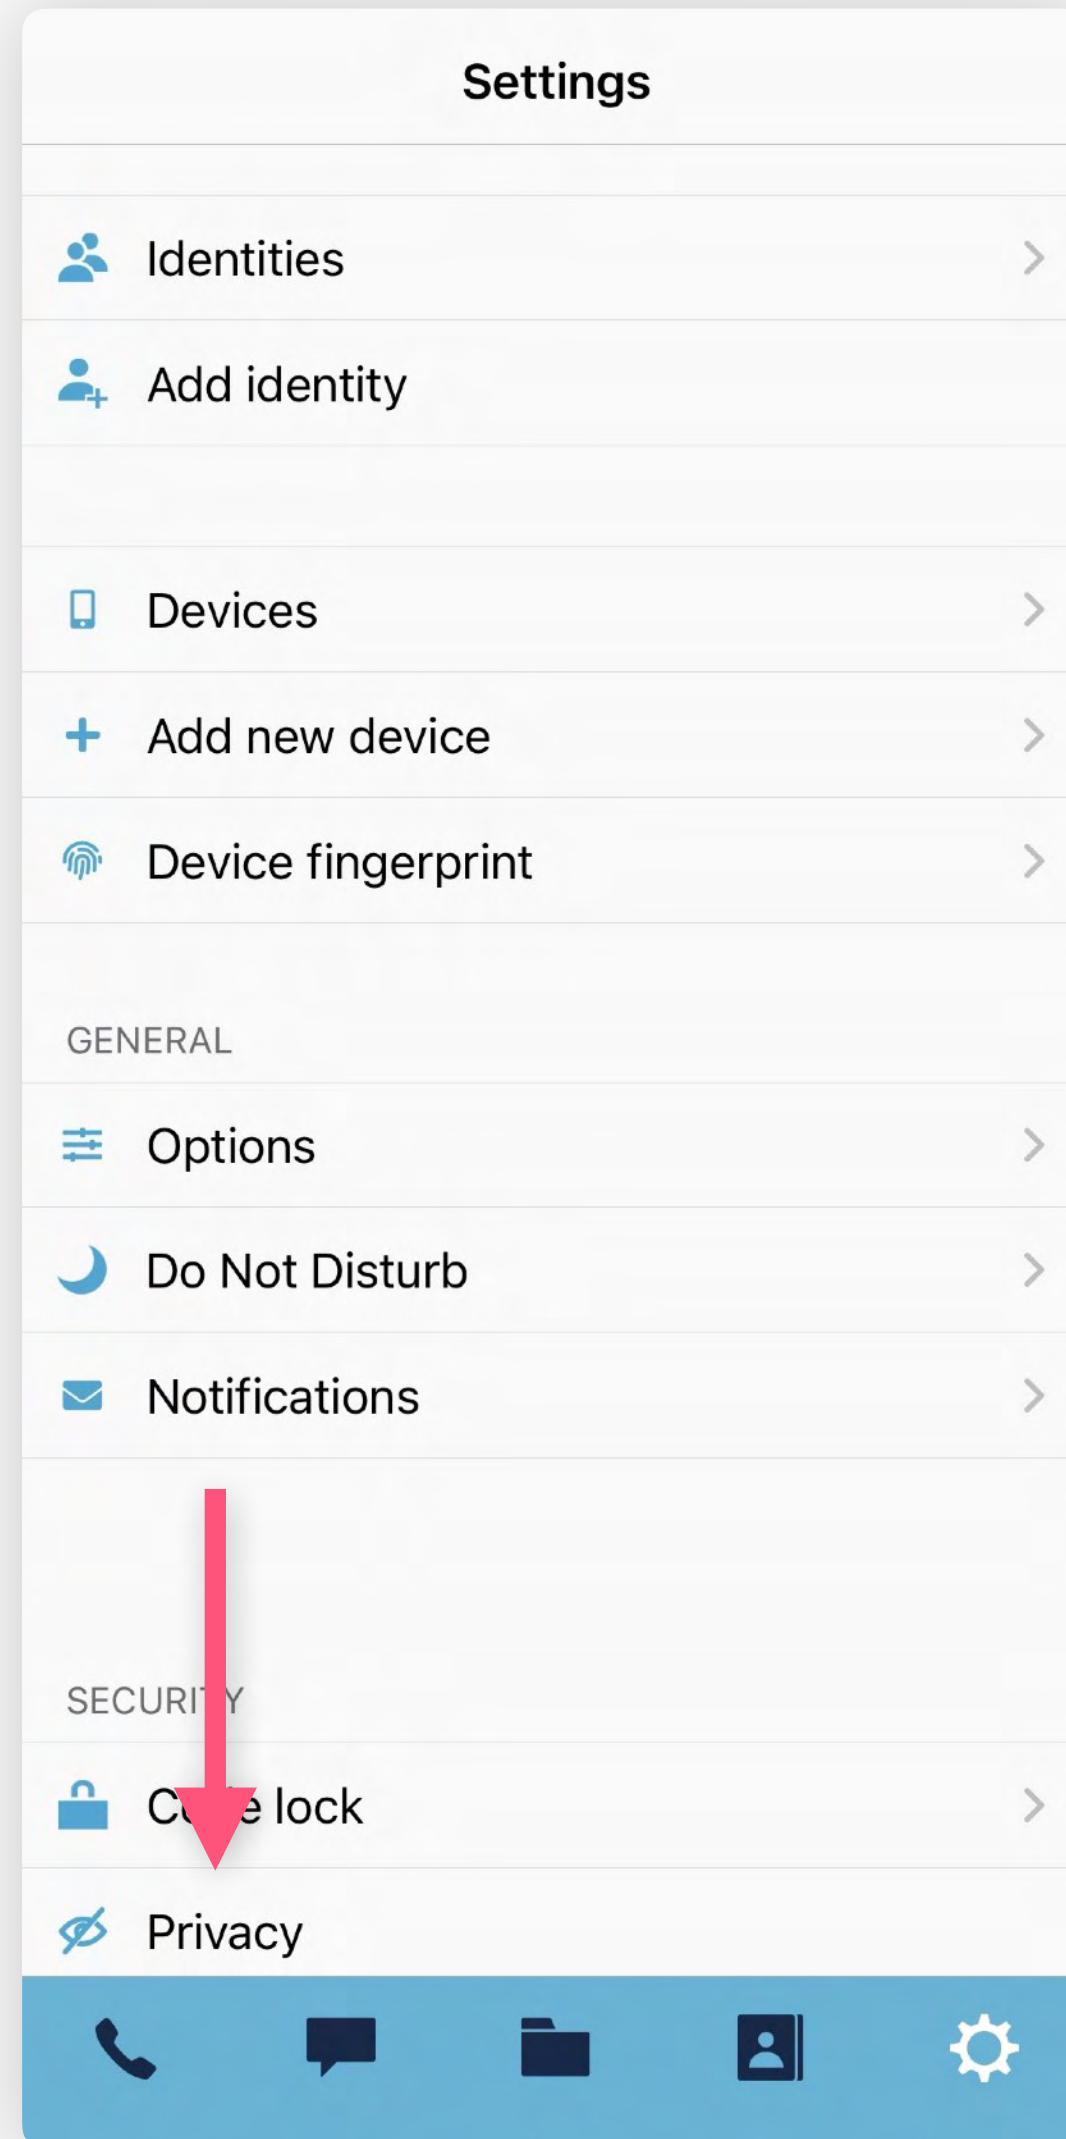 Settings
Identities
Add identity
Devices
Add new device
Device fingerprint
GENERAL
Options
Do Not Disturb
Notifications
SECURITY
Code lock
Privacy